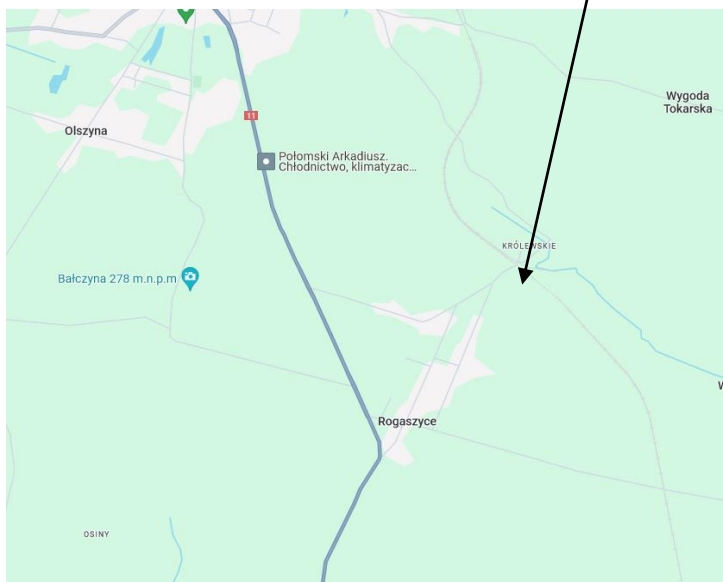 Wygoda
Tokarska
11
Olszyna
Połomski Arkadiusz.
Chłodnictwo, klimatyzac...
KRÓLEWSKIE
Bałczyna 278 m.n.p.m
W
Rogaszyce
OSINY